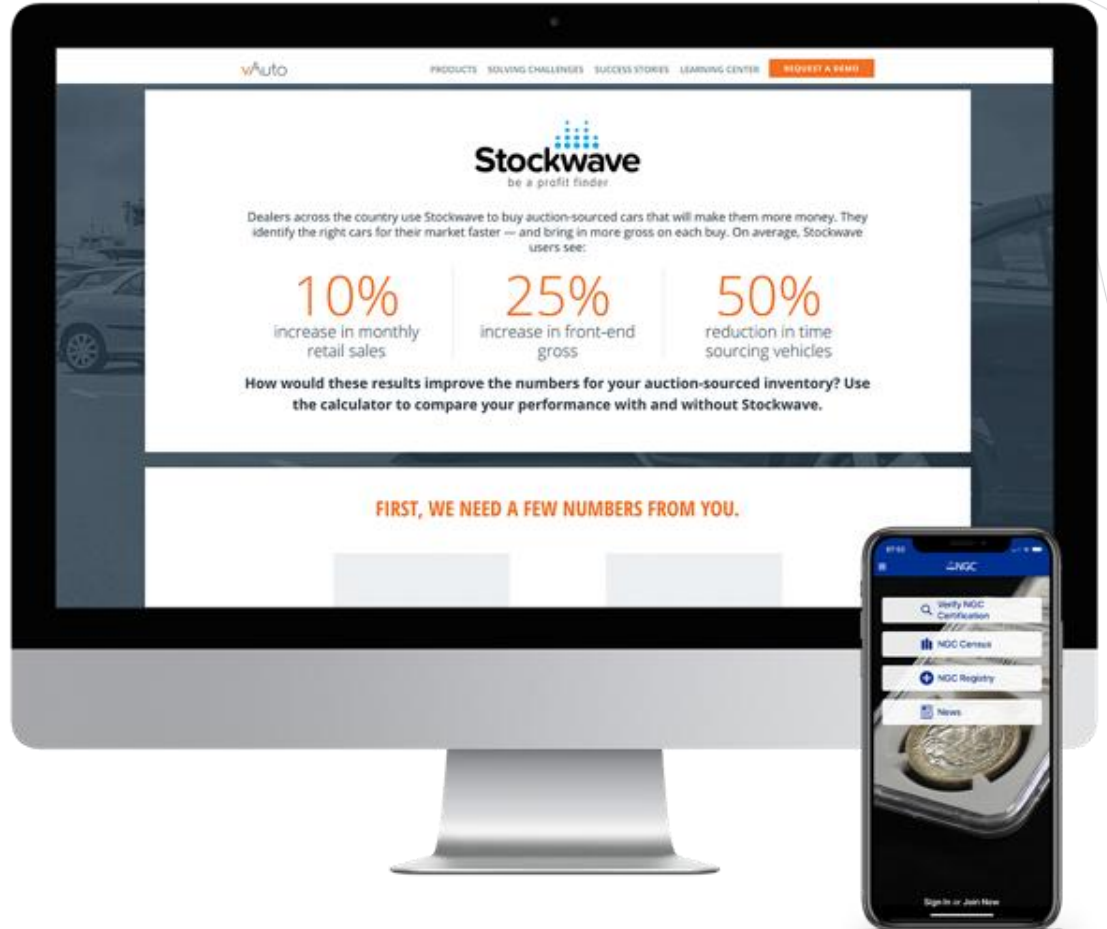 vAuto
PRODUCTS SOLVING CHALLENGES SUCCESS STORIES LEARNING CENTER REQUEST A DEMO
Stockwave
be a profit finder
Dealers across the country use Stockwave to buy auction-sourced cars that will make them more money. They
identify the right cars for their market faster — and bring in more gross on each buy. On average, Stockwave
users see:
10% 25% 50%
increase in monthly increase in front-end reduction in time
retail sales gross sourcing vehicles
How would these results improve the numbers for your auction-sourced inventory? Use
the calculator to compare your performance with and without Stockwave.
FIRST, WE NEED A FEW NUMBERS FROM YOU.
NGC
Verify NGC
Certification
NGC Census
NGC Registry
News
Sign In or Join Now